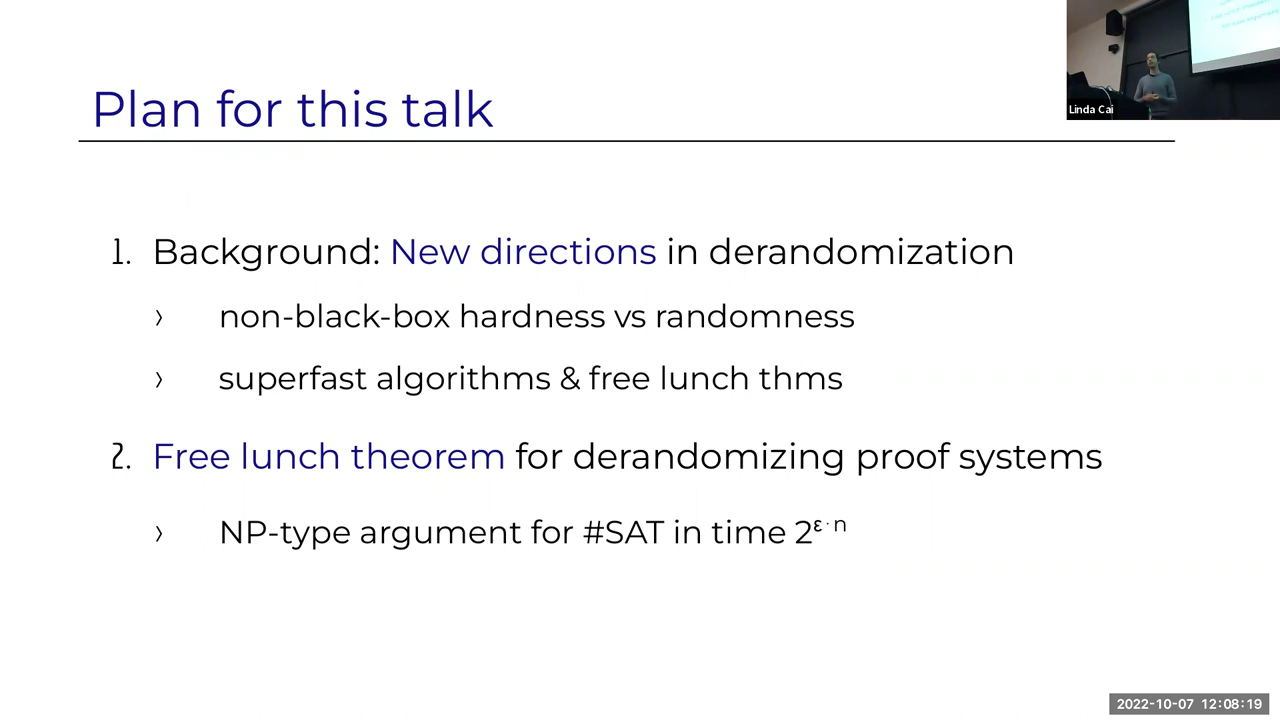 Plan for this talk
Linda Cai
1. Background: New directions in derandomization
› non-black-box hardness vs randomness
› superfast algorithms & free lunch thms
2. Free lunch theorem for derandomizing proof systems
› NP-type argument for #SAT in time 2^ε·n
2022-10-07 12:08:19